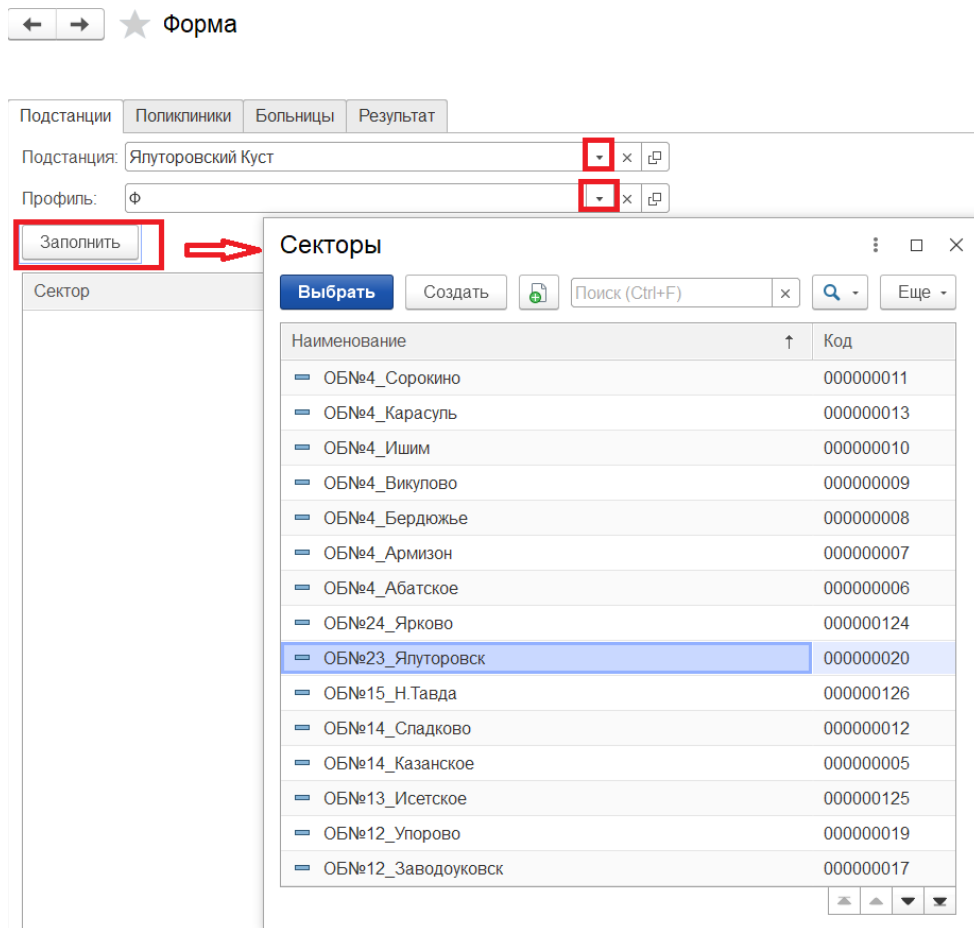 Форма
Подстанции Поликлиники Больницы Результат
Подстанция: Ялуторовский Куст
Профиль: Ф
Заполнить
Сектор
Секторы
Выбрать Создать Поиск (Ctrl+F) Еще
Наименование Код
ОБ№4_Сорокино 000000011
ОБ№4_Карасуль 000000013
ОБ№4_Ишим 000000010
ОБ№4_Викулово 000000009
ОБ№4_Бердюжье 000000008
ОБ№4_Армизон 000000007
ОБ№4_Абатское 000000006
ОБ№24_Ярково 000000124
ОБ№23_Ялуторовск 000000020
ОБ№15_Н.Тавда 000000126
ОБ№14_Сладково 000000012
ОБ№14_Казанское 000000005
ОБ№13_Исетское 000000125
ОБ№12_Упорово 000000019
ОБ№12_Заводоуковск 000000017